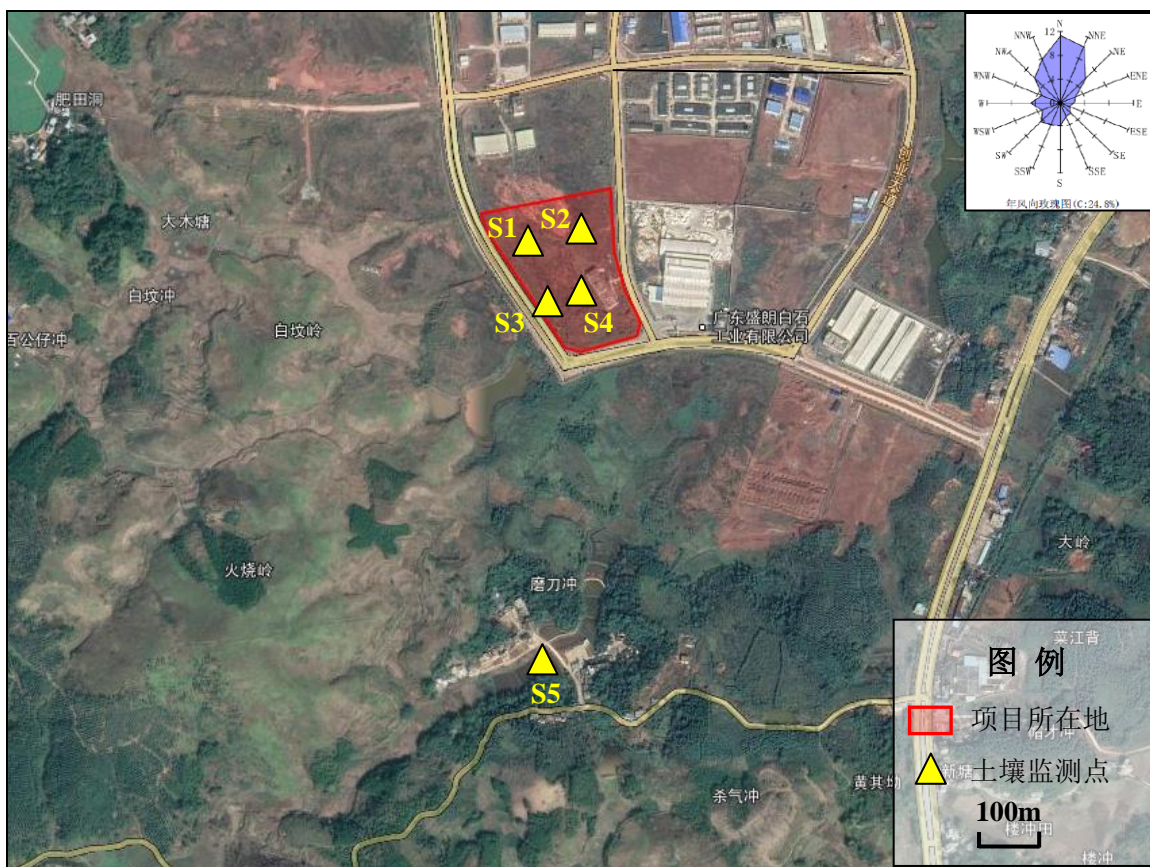 N
NNE
NE
ENE
E
ESE
SE
SSE
S
SSW
SW
WSW
W
WNW
NW
NNW
12
8
4
0
年风向玫瑰图(C:24.8%)
肥田洞
大木塘
S1
S2
白坟冲
白坟岭
百公仔冲
S3
S4
广东盛朗白石
工业有限公司
火烧岭
磨刀冲
大岭
S5
菜江背
图 例
项目所在地
新塘
土壤监测点
黄其坳
杀气冲
100m
楼冲